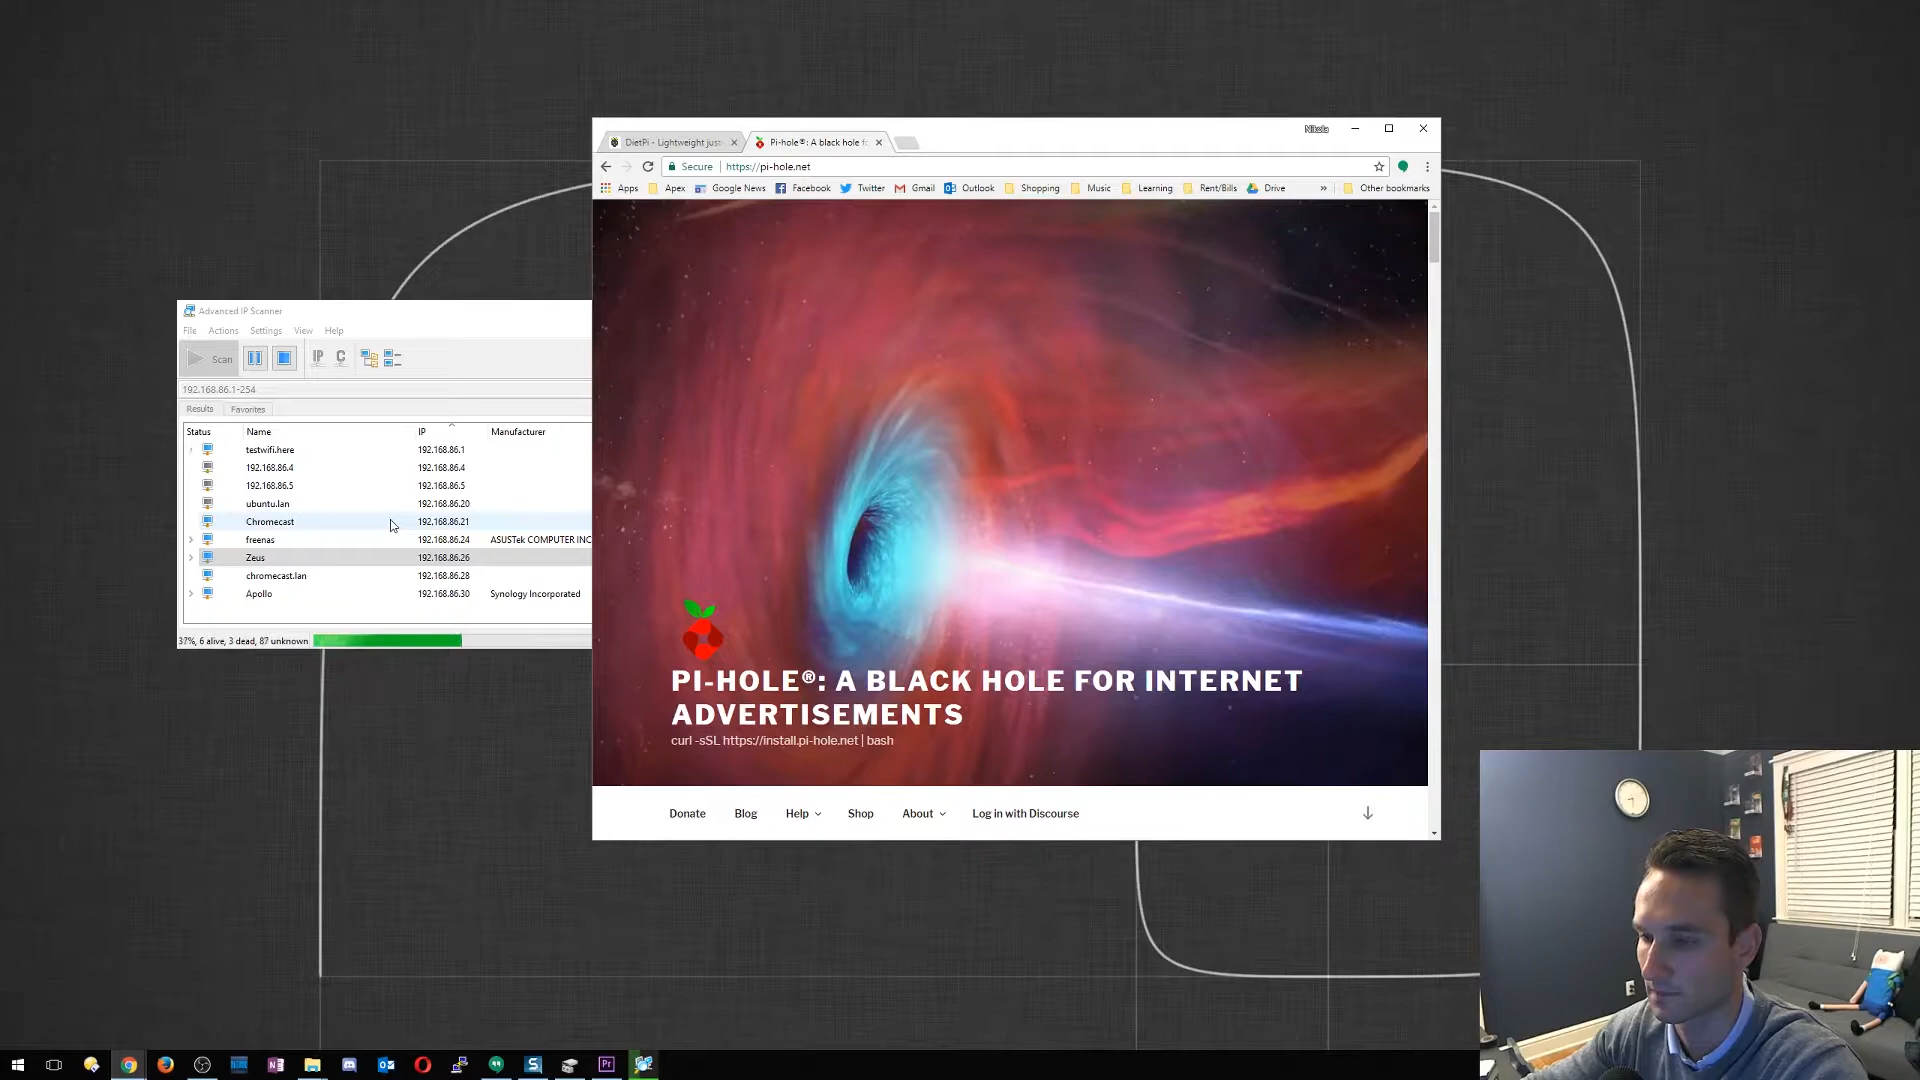 Nikola
DietPi - Lightweight just
Pi-hole®: A black hole f
Secure
https://pi-hole.net
Apps
Apex
Google News
Facebook
Twitter
Gmail
Outlook
Shopping
Music
Learning
Rent/Bills
Drive
»
Other bookmarks
PI-HOLE®: A BLACK HOLE FOR INTERNET
ADVERTISEMENTS
curl -sSL https://install.pi-hole.net | bash
Donate
Blog
Help
Shop
About
Log in with Discourse
Advanced IP Scanner
File Actions Settings View Help
Scan
IP
C
192.168.86.1-254
Results Favorites
Status Name IP Manufacturer
testwifi.here 192.168.86.1
192.168.86.4 192.168.86.4
192.168.86.5 192.168.86.5
ubuntu.lan 192.168.86.20
Chromecast 192.168.86.21
freenas 192.168.86.24 ASUSTek COMPUTER INC
Zeus 192.168.86.26
chromecast.lan 192.168.86.28
Apollo 192.168.86.30 Synology Incorporated
37%, 6 alive, 3 dead, 87 unknown
Pr